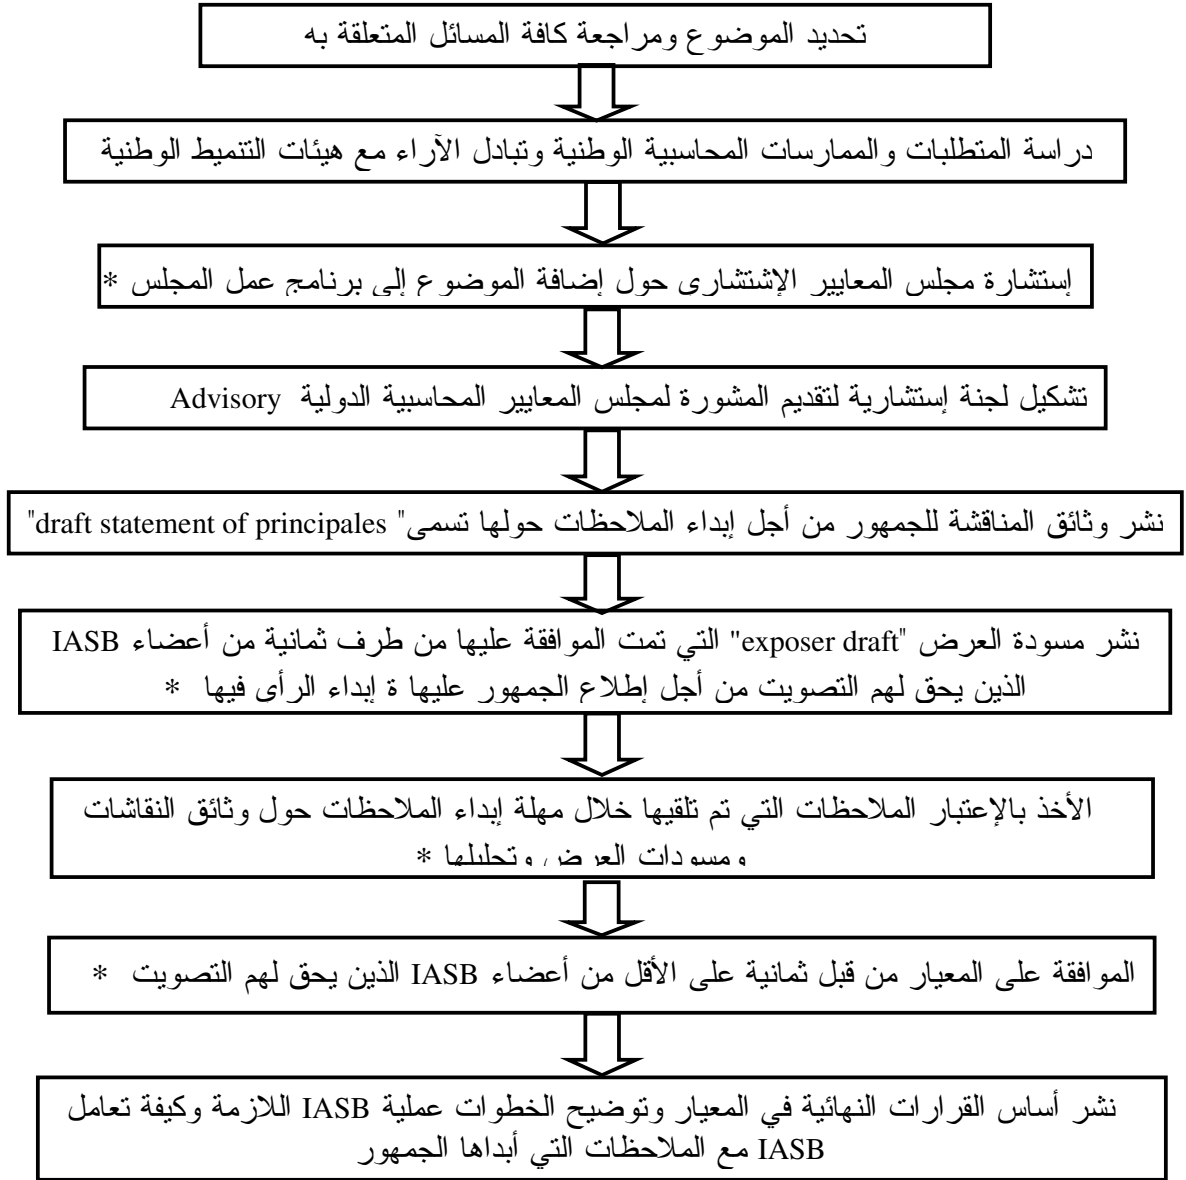 تحديد الموضوع ومراجعة كافة المسائل المتعلقة به
دراسة المتطلبات والممارسات المحاسبية الوطنية وتبادل الآراء مع هيئات التنميط الوطنية
إستشارة مجلس المعايير الإشتشارى حول إضافة الموضوع إلى برنامج عمل المجلس *
تشكيل لجنة إستشارية لتقديم المشورة لمجلس المعايير المحاسبية الدولية Advisory
نشر وثائق المناقشة للجمهور من أجل إبداء الملاحظات حولها تسمى" draft statement of principales"
نشر مسودة العرض "exposer draft" التي تمت الموافقة عليها من طرف ثمانية من أعضاء IASB
الذين يحق لهم التصويت من أجل إطلاع الجمهور عليها ة إبداء الرأى فيها *
الأخذ بالإعتبار الملاحظات التي تم تلقيها خلال مهلة إبداء الملاحظات حول وثائق النقاشات
ومسودات العرض وتحليلها *
الموافقة على المعيار من قبل ثمانية على الأقل من أعضاء IASB الذين يحق لهم التصويت *
نشر أساس القرارات النهائية في المعيار وتوضيح الخطوات عملية IASB اللازمة وكيفة تعامل
IASB مع الملاحظات التي أبداها الجمهور